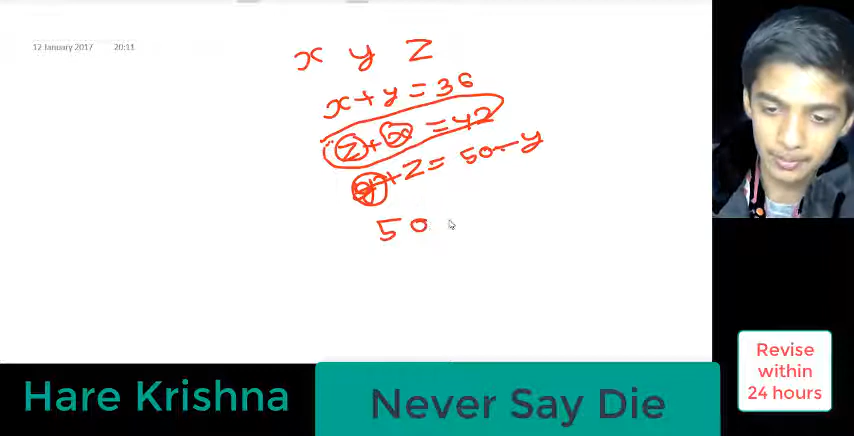 12 January 2017 20:11
x y z
x+y=36
z+x=42
y+z=50-y
50
Revise
within
24 hours
Hare Krishna
Never Say Die